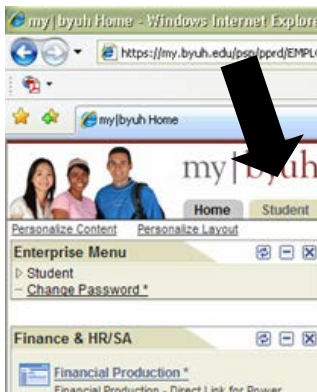 my|byuh Home - Windows Internet Explore
https://my.byuh.edu/psp/pprd/EMPL
my|byuh Home
my|byuh
Home Student
Personalize Content Personalize Layout
Enterprise Menu
Student
Change Password *
Finance & HR/SA
Financial Production *
Financial Production - Direct Link for Power